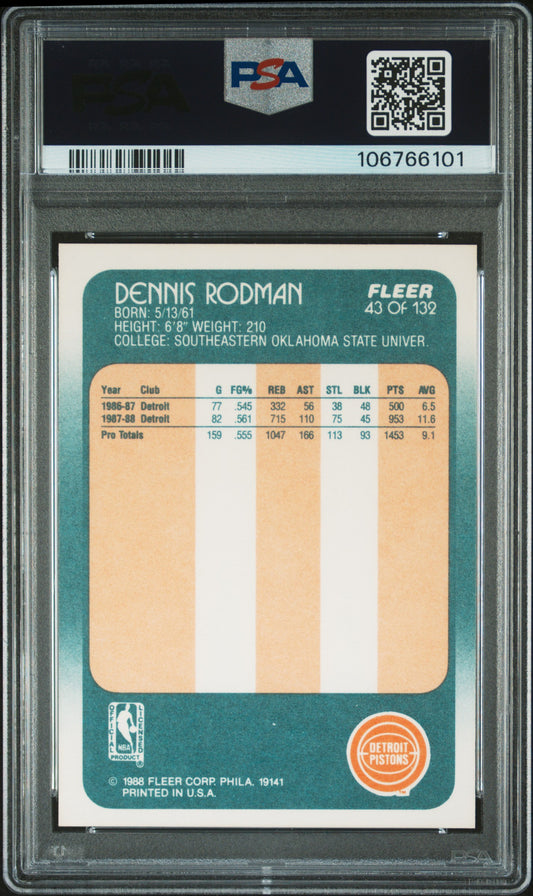 PSA
106766101
DENNIS RODMAN
BORN: 5/13/61
HEIGHT: 6'8" WEIGHT: 210
COLLEGE: SOUTHEASTERN OKLAHOMA STATE UNIVER.
FLEER
43 OF 132
Year Club G FG% REB AST STL BLK PTS AVG
1986-87 Detroit 77 .545 332 56 38 48 500 6.5
1987-88 Detroit 82 .561 715 110 75 45 953 11.6
Pro Totals 159 .555 1047 166 113 93 1453 9.1
OFFICIAL LICENSED
NBA
PRODUCT ®
DETROIT
PISTONS
TM
© 1988 FLEER CORP. PHILA. 19141
PRINTED IN U.S.A.
PSA